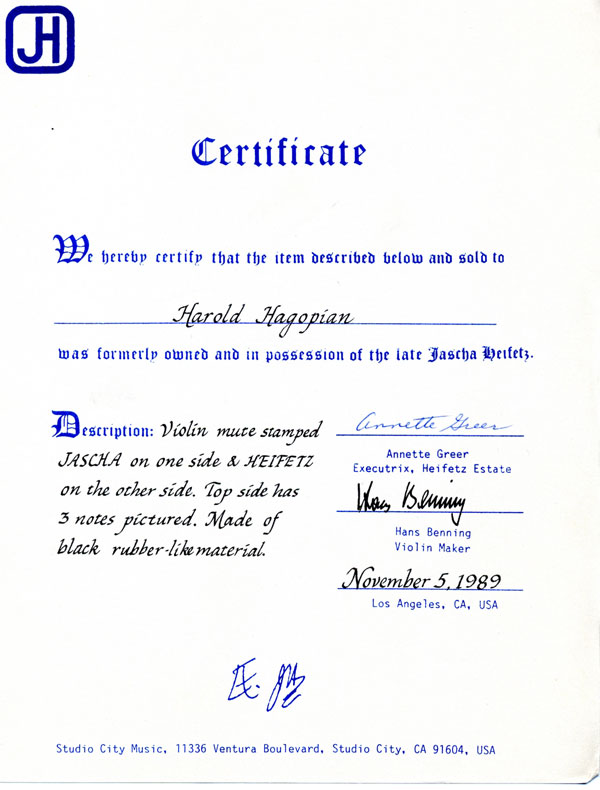 JH
Certificate
We hereby certify that the item described below and sold to
Harold Hagopian
was formerly owned and in possession of the late Jascha Heifetz.
Description: Violin mute stamped
JASCHA on one side & HEIFETZ
on the other side. Top side has
3 notes pictured. Made of
black rubber-like material.
Annette Greer
Annette Greer
Executrix, Heifetz Estate
Hans Benning
Hans Benning
Violin Maker
November 5, 1989
Los Angeles, CA, USA
Studio City Music, 11336 Ventura Boulevard, Studio City, CA 91604, USA